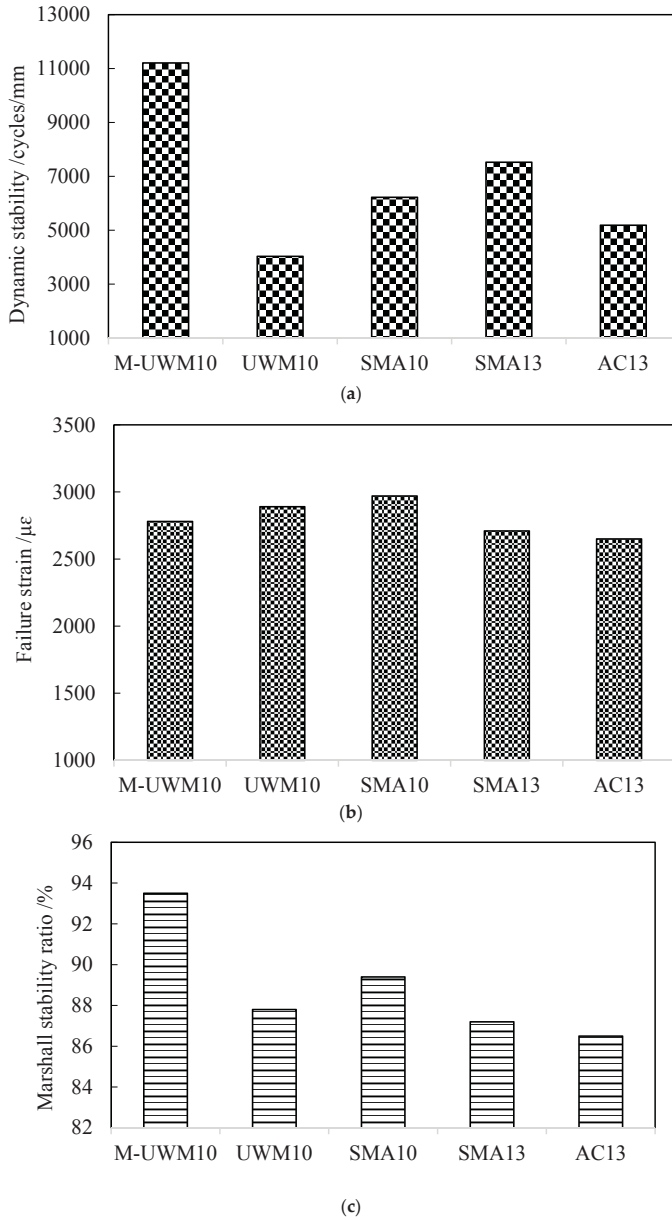 13000
11000
9000
7000
5000
3000
1000
Dynamic stability /cycles/mm
M-UWM10 UWM10 SMA10 SMA13 AC13
(a)
3500
3000
2500
2000
1500
1000
Failure strain /με
M-UWM10 UWM10 SMA10 SMA13 AC13
(b)
96
94
92
90
88
86
84
82
Marshall stability ratio /%
M-UWM10 UWM10 SMA10 SMA13 AC13
(c)